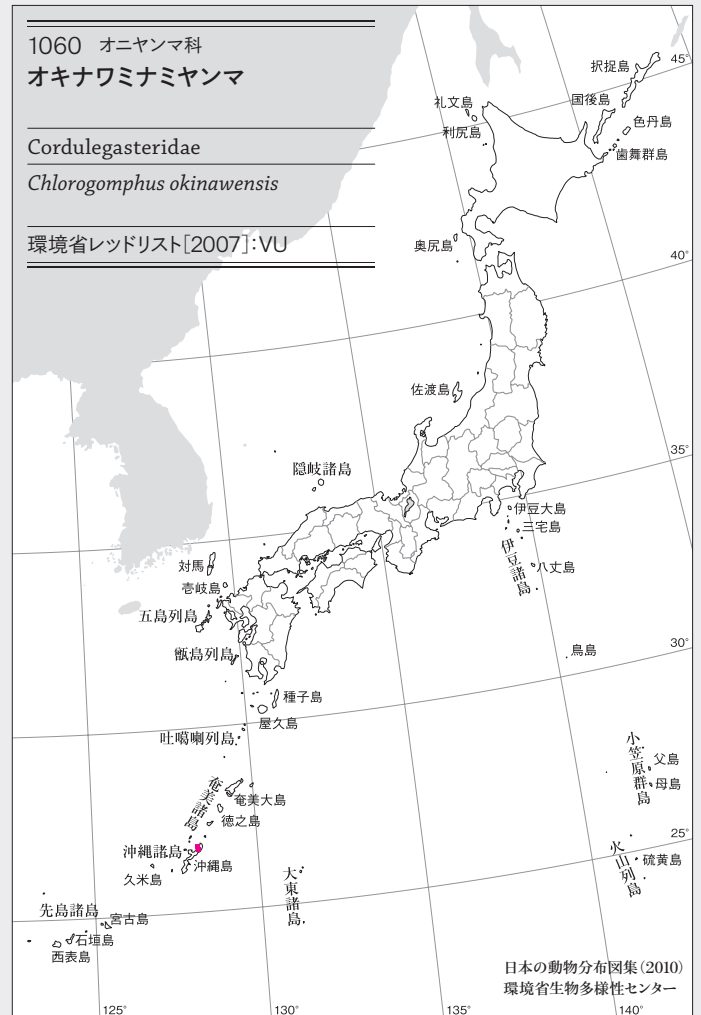 1060 オニヤンマ科
オキナワミナミヤンマ
Cordulegasteridae
Chlorogomphus okinawensis
環境省レッドリスト[2007]:VU
択捉島
45°
礼文島
国後島
利尻島
色丹島
歯舞群島
奥尻島
40°
佐渡島
35°
隠岐諸島
伊豆大島
三宅島
伊豆諸島
八丈島
対馬
壱岐島
五島列島
甑島列島
鳥島
30°
種子島
屋久島
吐噶喇列島
小笠原群島
父島
母島
奄美諸島
奄美大島
徳之島
25°
火山列島
硫黄島
沖縄諸島
沖縄島
久米島
大東諸島
先島諸島
宮古島
石垣島
西表島
日本の動物分布図集(2010)
環境省生物多様性センター
125°
130°
135°
140°